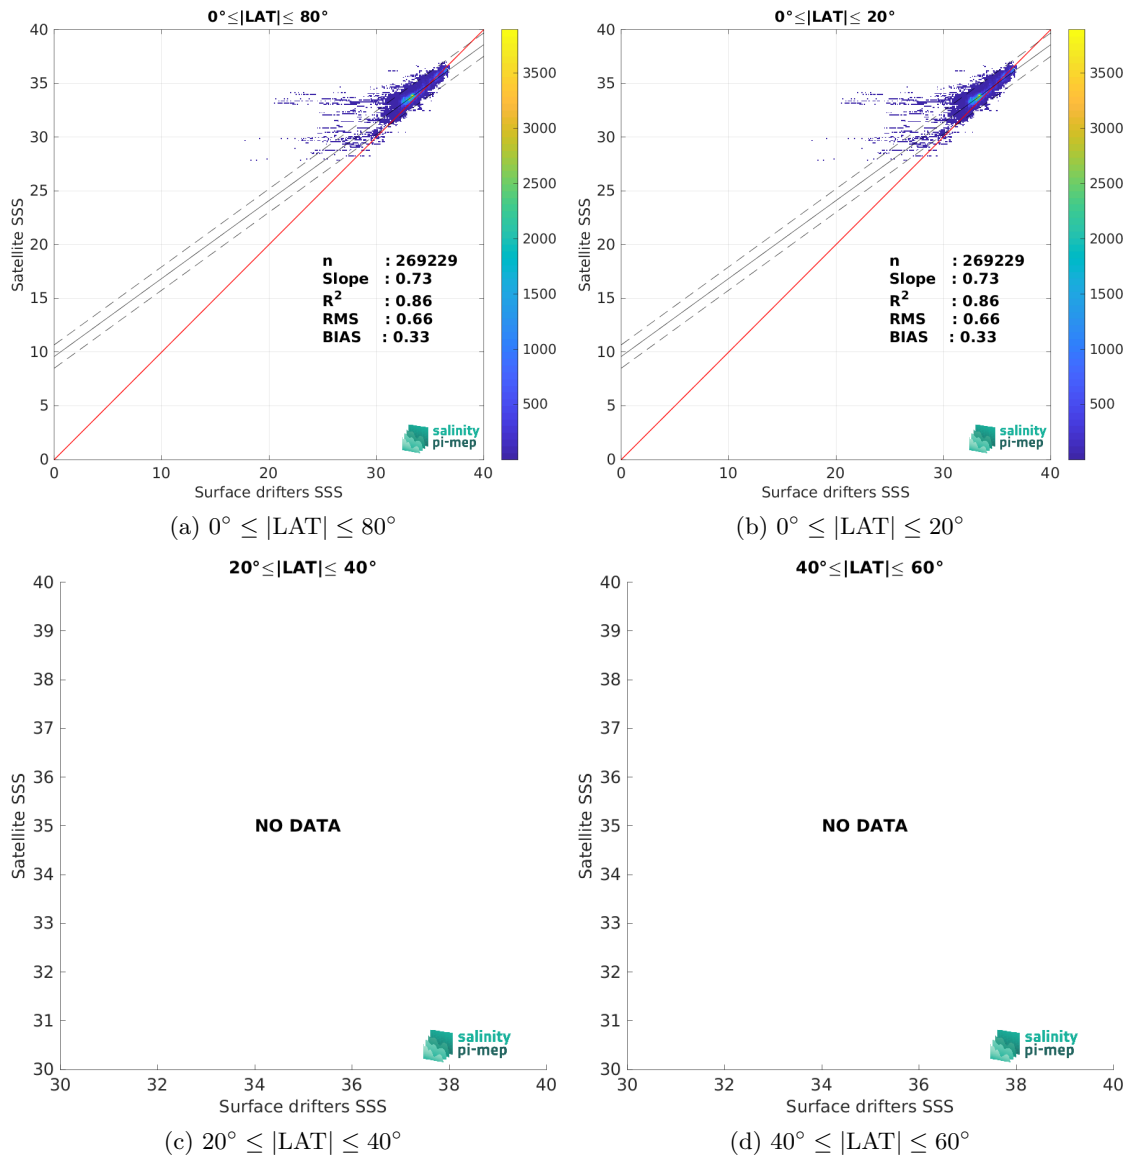 0°≤|LAT|≤ 80°
40
35
30
25
20
15
10
5
0
Satellite SSS
n : 269229
Slope : 0.73
R² : 0.86
RMS : 0.66
BIAS : 0.33
salinity
pi-mep
0 10 20 30 40
Surface drifters SSS
3500
3000
2500
2000
1500
1000
500
(a) 0° ≤ |LAT| ≤ 80°
0°≤|LAT|≤ 20°
40
35
30
25
20
15
10
5
0
Satellite SSS
n : 269229
Slope : 0.73
R² : 0.86
RMS : 0.66
BIAS : 0.33
salinity
pi-mep
0 10 20 30 40
Surface drifters SSS
3500
3000
2500
2000
1500
1000
500
(b) 0° ≤ |LAT| ≤ 20°
20°≤|LAT|≤ 40°
40
39
38
37
36
35
34
33
32
31
30
Satellite SSS
NO DATA
salinity
pi-mep
30 32 34 36 38 40
Surface drifters SSS
(c) 20° ≤ |LAT| ≤ 40°
40°≤|LAT|≤ 60°
40
39
38
37
36
35
34
33
32
31
30
Satellite SSS
NO DATA
salinity
pi-mep
30 32 34 36 38 40
Surface drifters SSS
(d) 40° ≤ |LAT| ≤ 60°